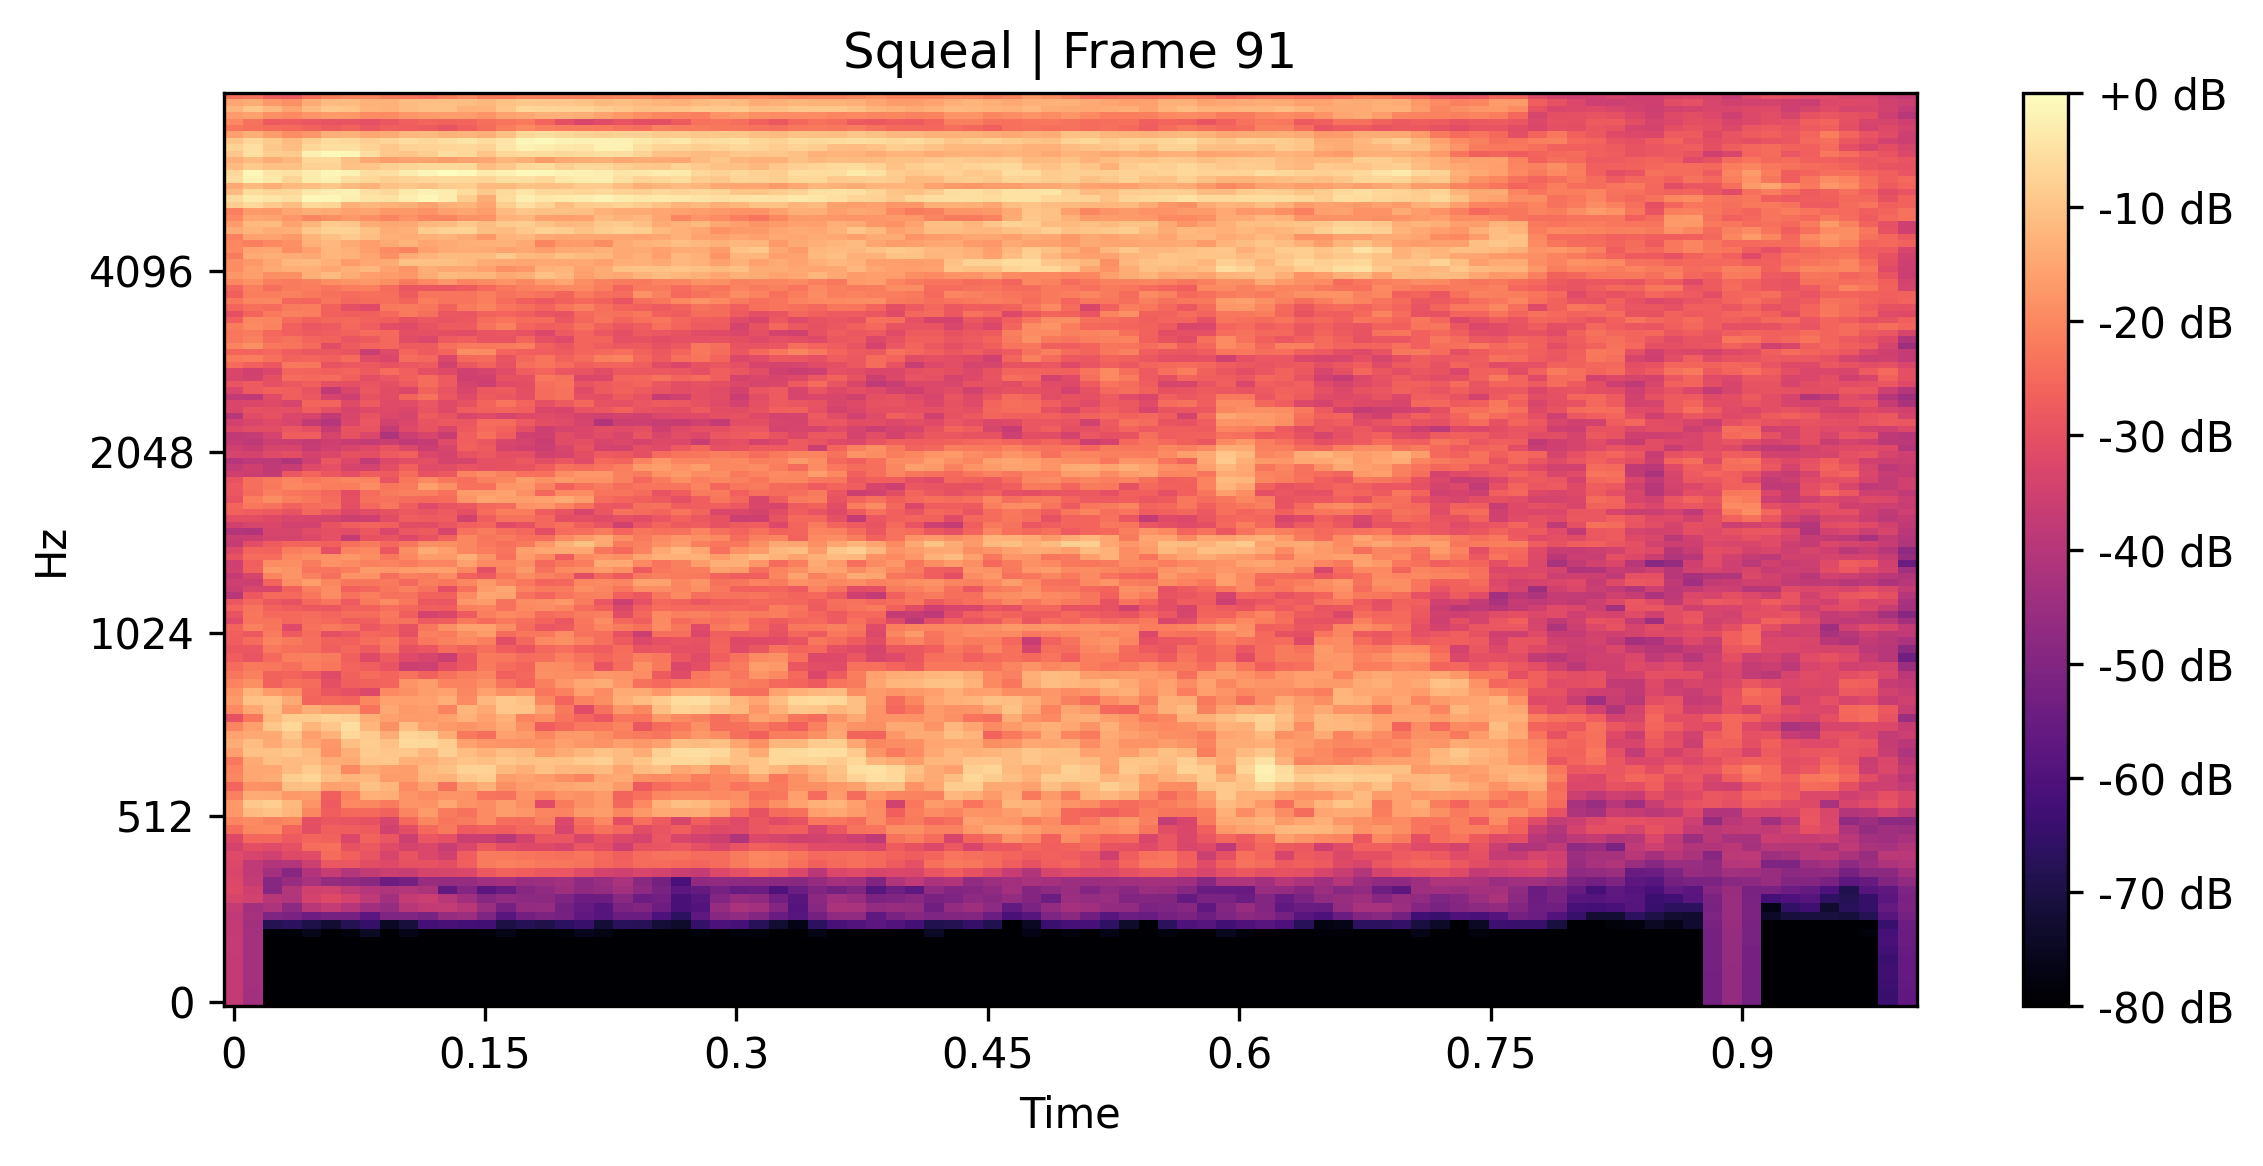 Squeal | Frame 91
+0 dB
-10 dB
-20 dB
-30 dB
-40 dB
-50 dB
-60 dB
-70 dB
-80 dB
Hz
4096
2048
1024
512
0
0 0.15 0.3 0.45 0.6 0.75 0.9
Time